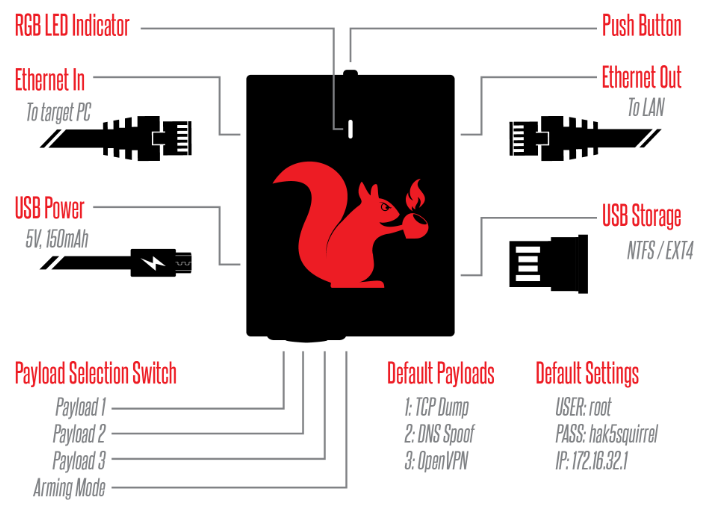 RGB LED Indicator
Push Button
Ethernet In
To target PC
Ethernet Out
To LAN
USB Power
5V, 150mAh
USB Storage
NTFS / EXT4
Payload Selection Switch
Payload 1
Payload 2
Payload 3
Arming Mode
Default Payloads
1: TCP Dump
2: DNS Spoof
3: OpenVPN
Default Settings
USER: root
PASS: hak5squirrel
IP: 172.16.32.1